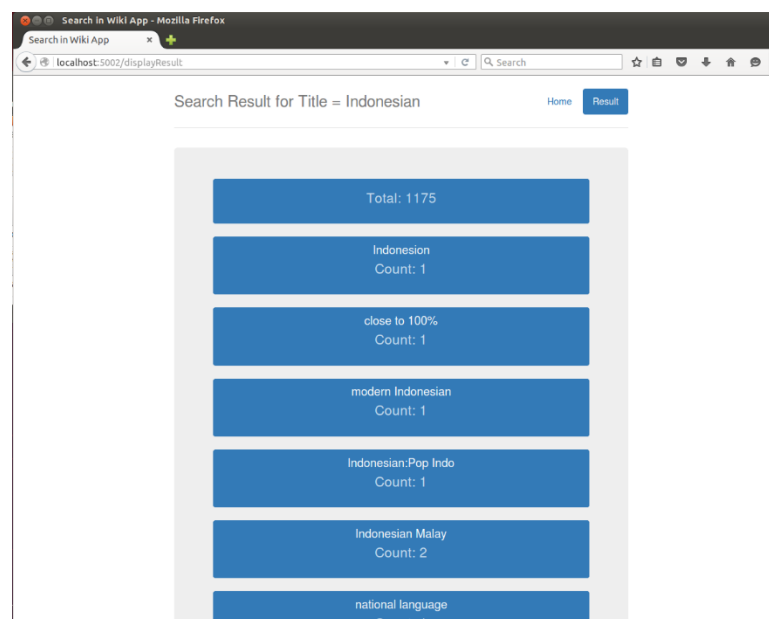 Search in Wiki App - Mozilla Firefox
Search in Wiki App
localhost:5002/displayResult
Search
Search Result for Title = Indonesian
Home
Result
Total: 1175
Indonesion
Count: 1
close to 100%
Count: 1
modern Indonesian
Count: 1
Indonesian:Pop Indo
Count: 1
Indonesian Malay
Count: 2
national language